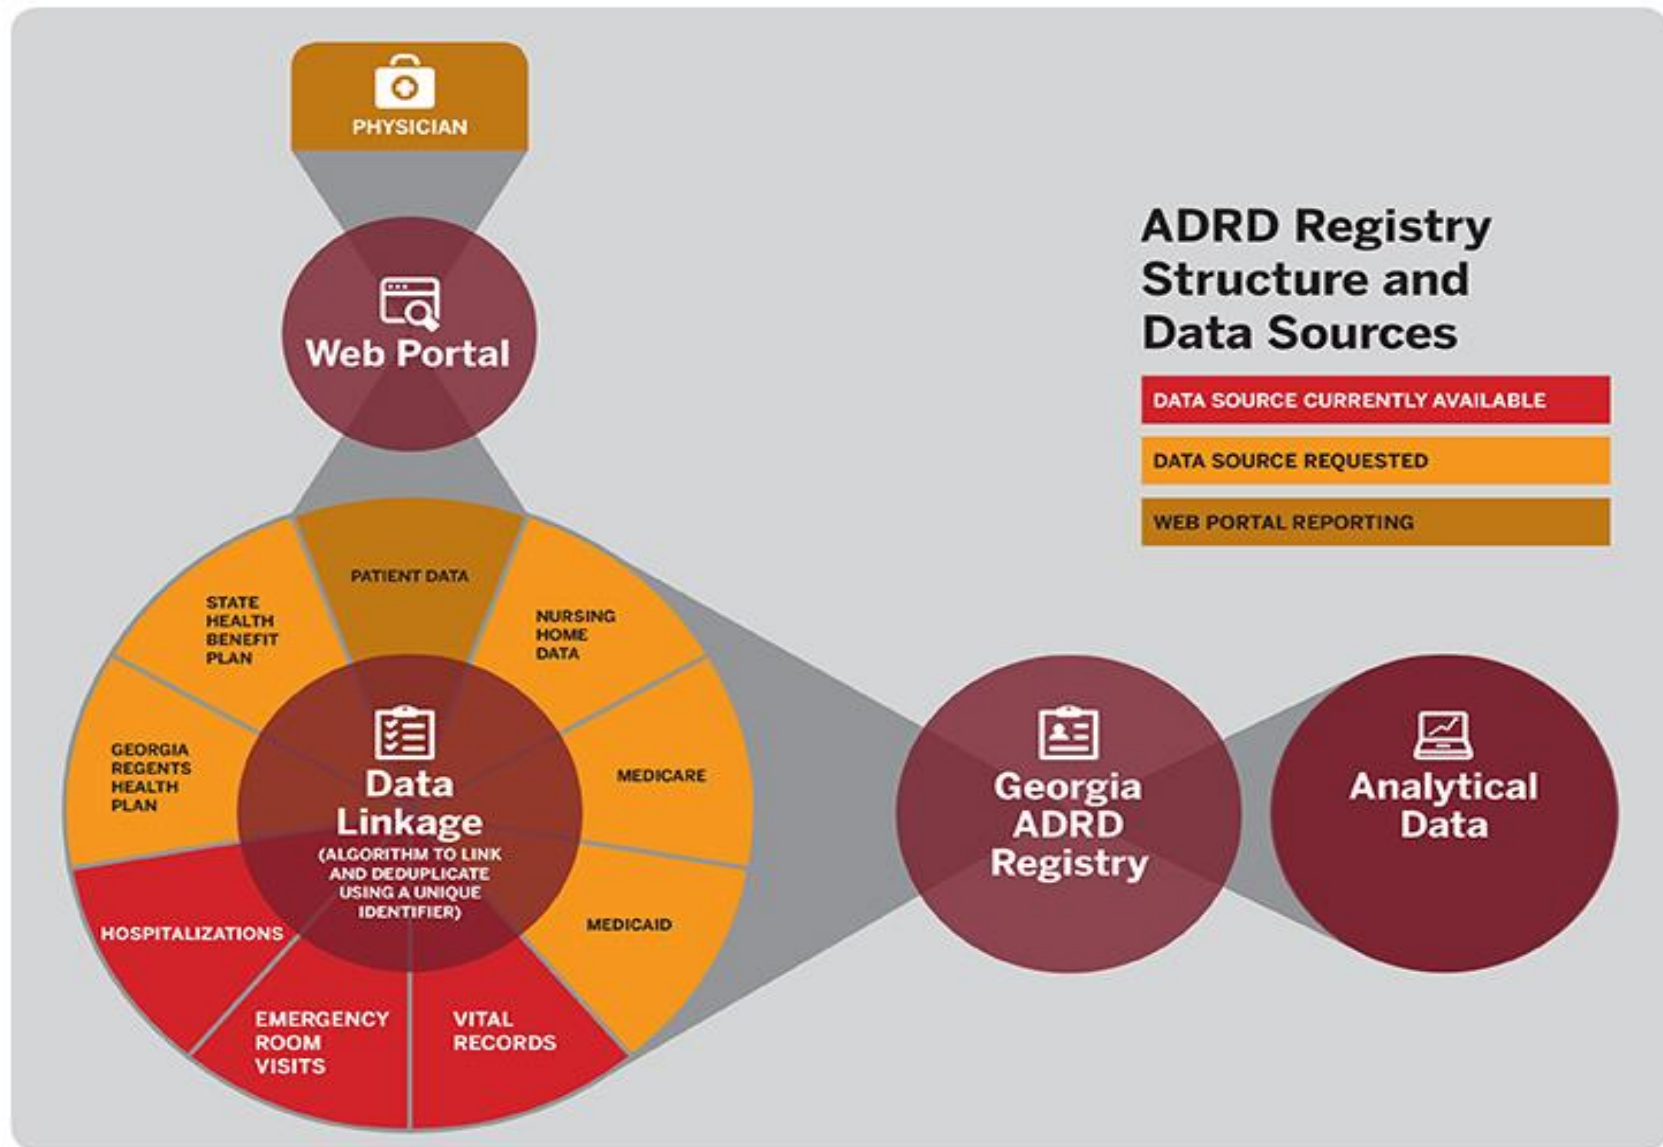 PHYSICIAN
Web Portal
ADRD Registry
Structure and
Data Sources
DATA SOURCE CURRENTLY AVAILABLE
DATA SOURCE REQUESTED
WEB PORTAL REPORTING
PATIENT DATA
STATE
HEALTH
BENEFIT
PLAN
NURSING
HOME
DATA
GEORGIA
REGENTS
HEALTH
PLAN
MEDICARE
Data
Linkage
(ALGORITHM TO LINK
AND DEDUPLICATE
USING A UNIQUE
IDENTIFIER)
HOSPITALIZATIONS
MEDICAID
EMERGENCY
ROOM
VISITS
VITAL
RECORDS
Georgia
ADRD
Registry
Analytical
Data